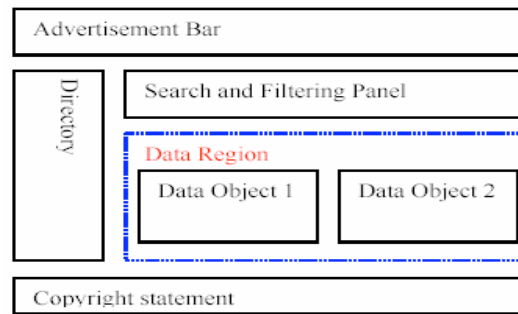 Advertisement Bar
Directory
Search and Filtering Panel
Data Region
Data Object 1
Data Object 2
Copyright statement